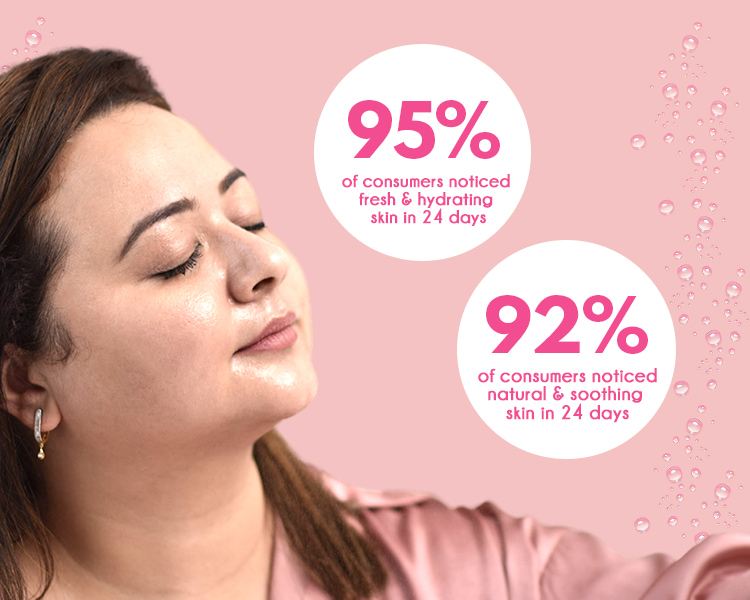 95%
of consumers noticed
fresh & hydrating
skin in 24 days
92%
of consumers noticed
natural & soothing
skin in 24 days